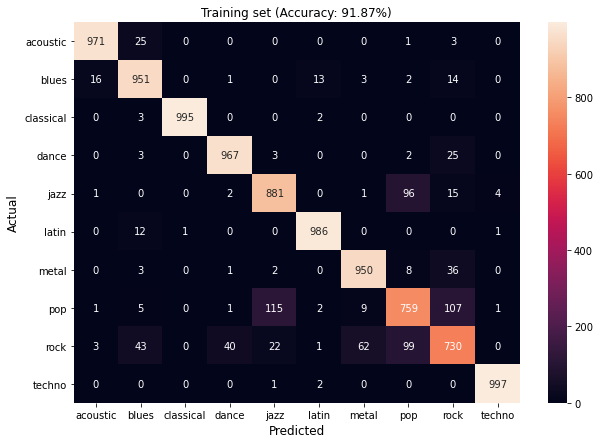 Training set (Accuracy: 91.87%)
Actual
acoustic 971 25 0 0 0 0 0 1 3 0
blues 16 951 0 1 0 13 3 2 14 0
classical 0 3 995 0 0 2 0 0 0 0
dance 0 3 0 967 3 0 0 2 25 0
jazz 1 0 0 2 881 0 1 96 15 4
latin 0 12 1 0 0 986 0 0 0 1
metal 0 3 0 1 2 0 950 8 36 0
pop 1 5 0 1 115 2 9 759 107 1
rock 3 43 0 40 22 1 62 99 730 0
techno 0 0 0 0 1 2 0 0 0 997
acoustic blues classical dance jazz latin metal pop rock techno
Predicted
800
600
400
200
0